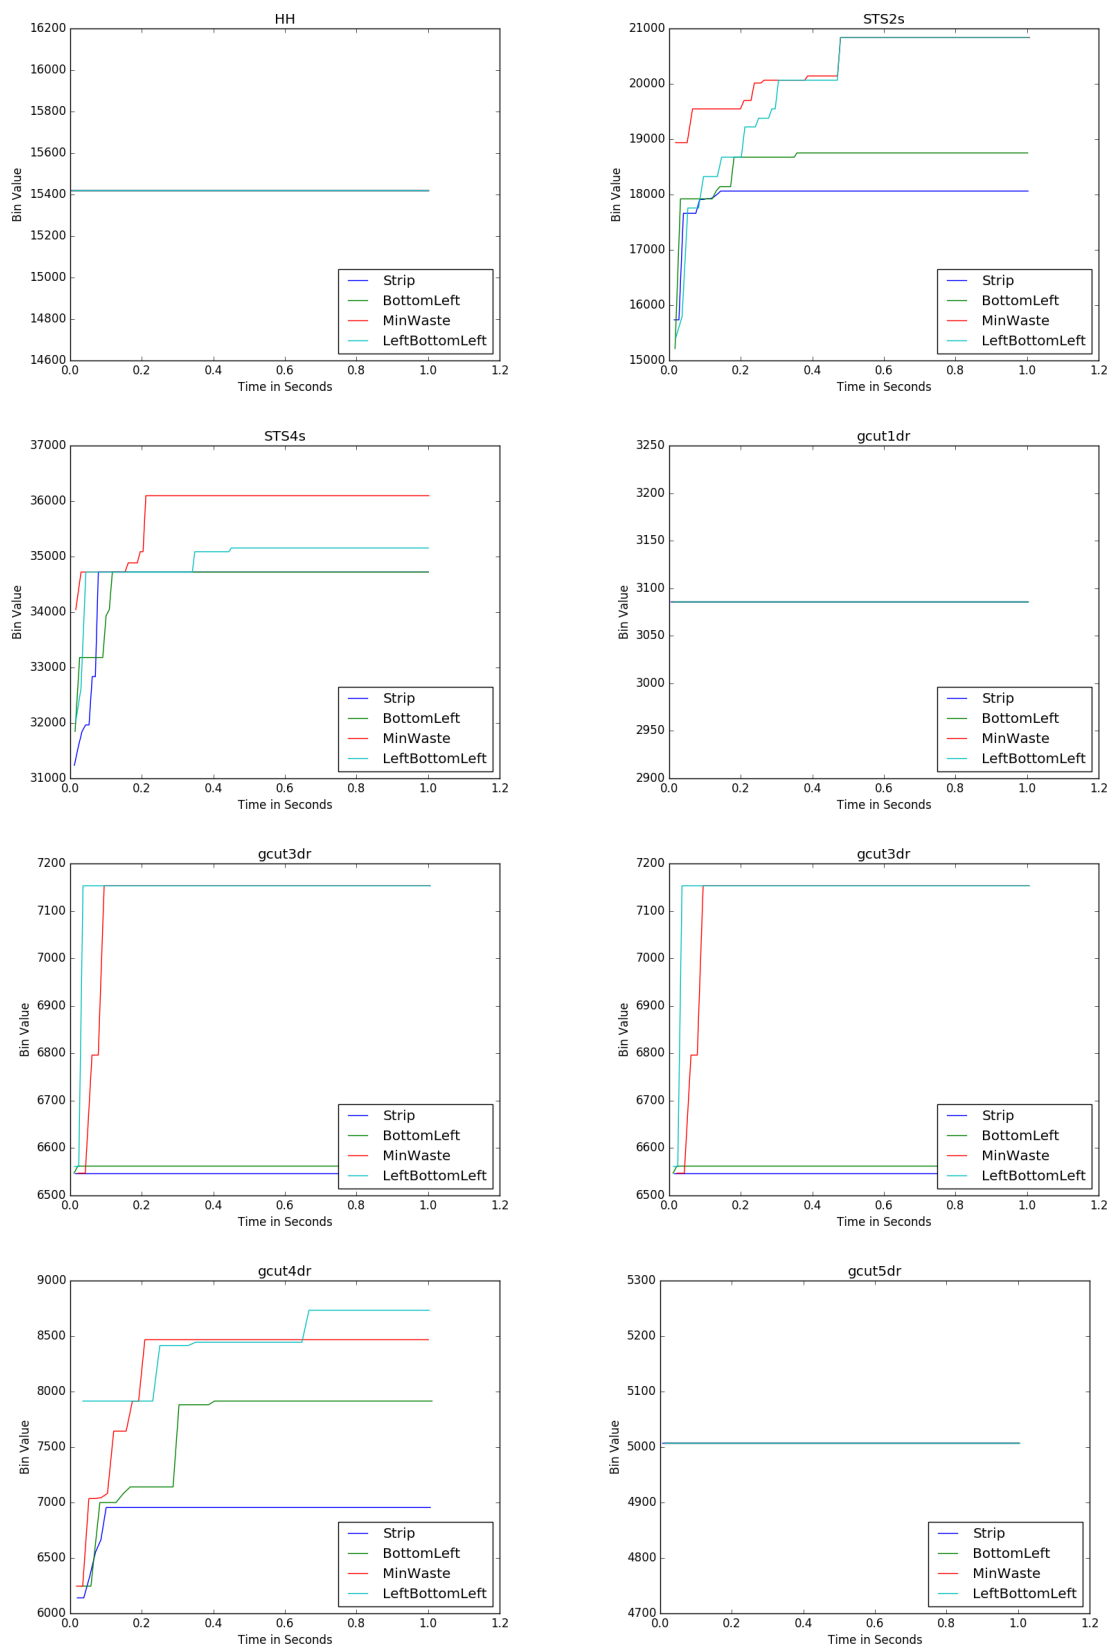 HH
16200
16000
15800
15600
15400
15200
15000
14800
14600
Bin Value
0.0 0.2 0.4 0.6 0.8 1.0 1.2
Time in Seconds
Strip
BottomLeft
MinWaste
LeftBottomLeft
STS2s
21000
20000
19000
18000
17000
16000
15000
Bin Value
0.0 0.2 0.4 0.6 0.8 1.0 1.2
Time in Seconds
Strip
BottomLeft
MinWaste
LeftBottomLeft
STS4s
37000
36000
35000
34000
33000
32000
31000
Bin Value
0.0 0.2 0.4 0.6 0.8 1.0 1.2
Time in Seconds
Strip
BottomLeft
MinWaste
LeftBottomLeft
gcut1dr
3250
3200
3150
3100
3050
3000
2950
2900
Bin Value
0.0 0.2 0.4 0.6 0.8 1.0 1.2
Time in Seconds
Strip
BottomLeft
MinWaste
LeftBottomLeft
gcut3dr
7200
7100
7000
6900
6800
6700
6600
6500
Bin Value
0.0 0.2 0.4 0.6 0.8 1.0 1.2
Time in Seconds
Strip
BottomLeft
MinWaste
LeftBottomLeft
gcut3dr
7200
7100
7000
6900
6800
6700
6600
6500
Bin Value
0.0 0.2 0.4 0.6 0.8 1.0 1.2
Time in Seconds
Strip
BottomLeft
MinWaste
LeftBottomLeft
gcut4dr
9000
8500
8000
7500
7000
6500
6000
Bin Value
0.0 0.2 0.4 0.6 0.8 1.0 1.2
Time in Seconds
Strip
BottomLeft
MinWaste
LeftBottomLeft
gcut5dr
5300
5200
5100
5000
4900
4800
4700
Bin Value
0.0 0.2 0.4 0.6 0.8 1.0 1.2
Time in Seconds
Strip
BottomLeft
MinWaste
LeftBottomLeft